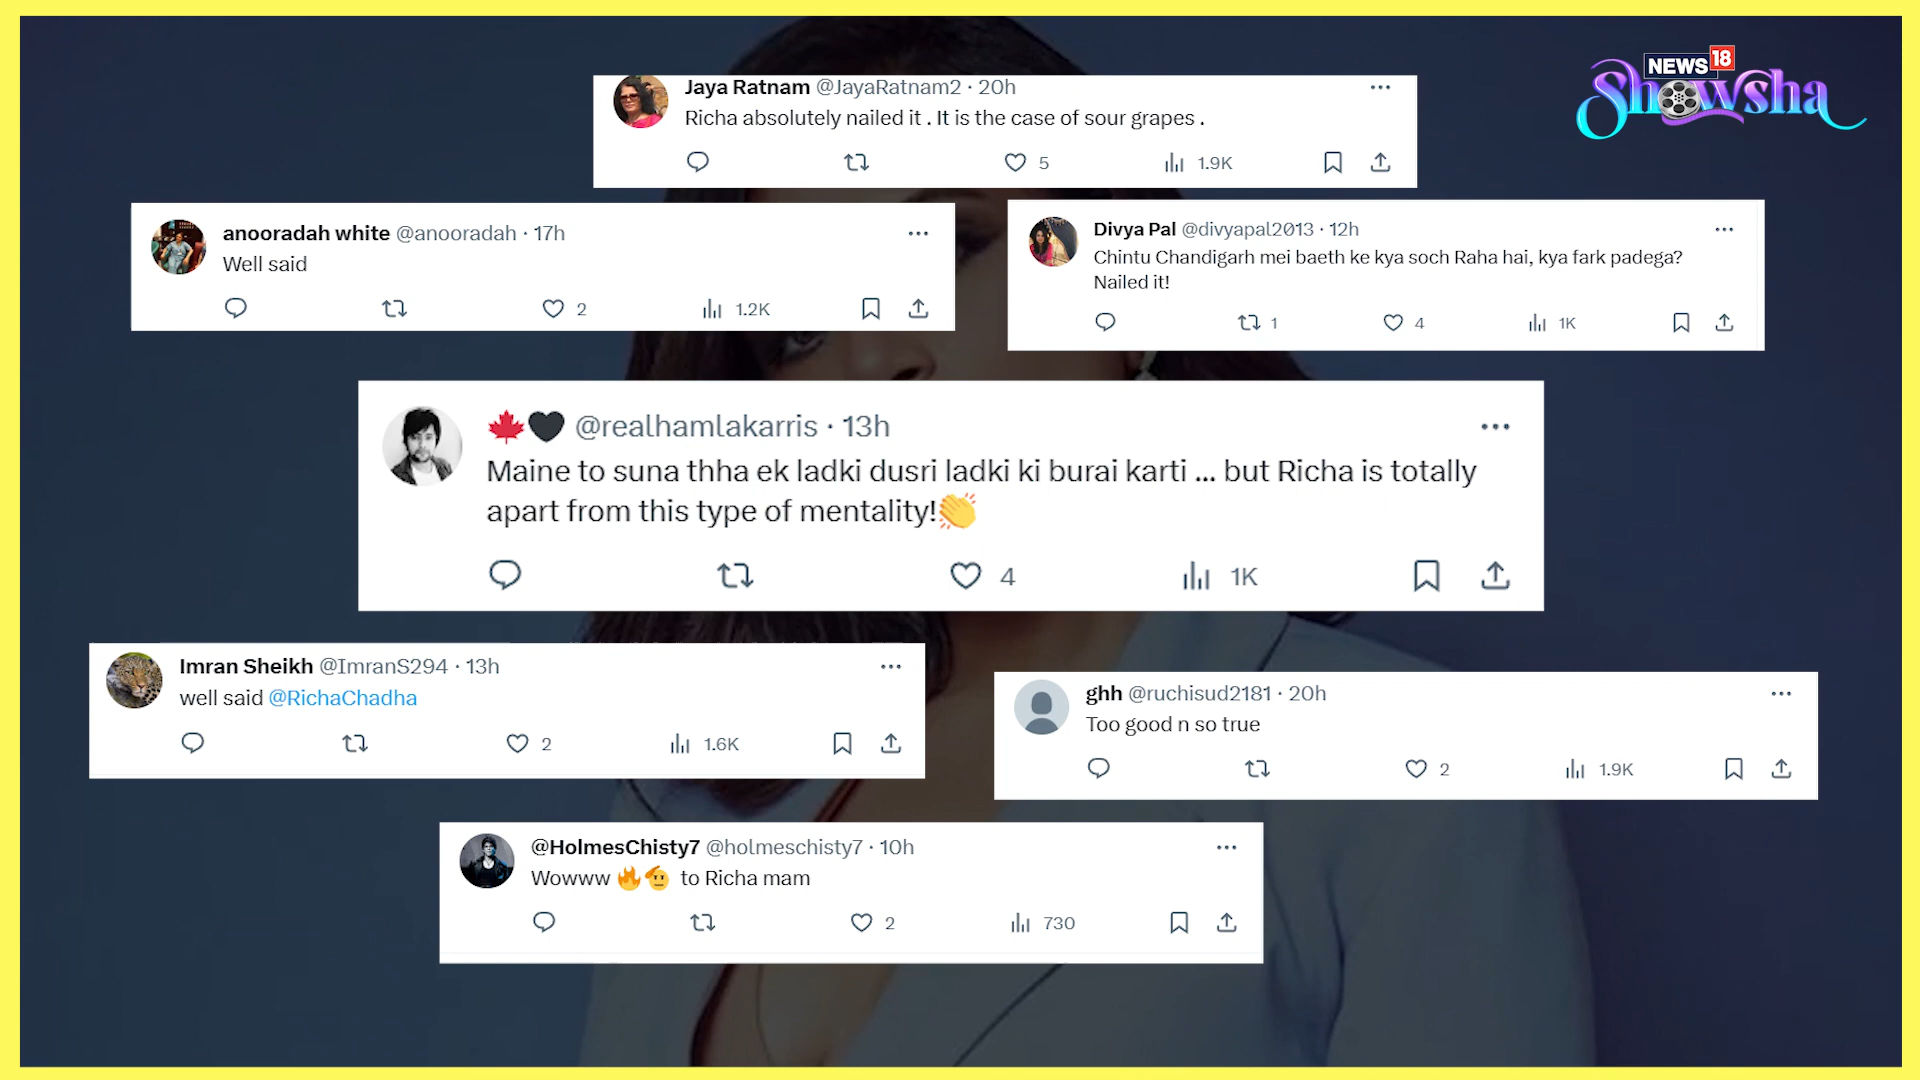 NEWS 18
Showsha
Jaya Ratnam @JayaRatnam2 · 20h
Richa absolutely nailed it . It is the case of sour grapes .
5 1.9K
anooradah white @anooradah · 17h
Well said
2 1.2K
Divya Pal @divyapal2013 · 12h
Chintu Chandigarh mei baeth ke kya soch Raha hai, kya fark padega?
Nailed it!
1 4 1K
🍁🖤 @realhamlakarris · 13h
Maine to suna thha ek ladki dusri ladki ki burai karti ... but Richa is totally
apart from this type of mentality!👏
4 1K
Imran Sheikh @ImranS294 · 13h
well said @RichaChadha
2 1.6K
ghh @ruchisud2181 · 20h
Too good n so true
2 1.9K
@HolmesChisty7 @holmeschisty7 · 10h
Wowww 🔥🫡 to Richa mam
2 730